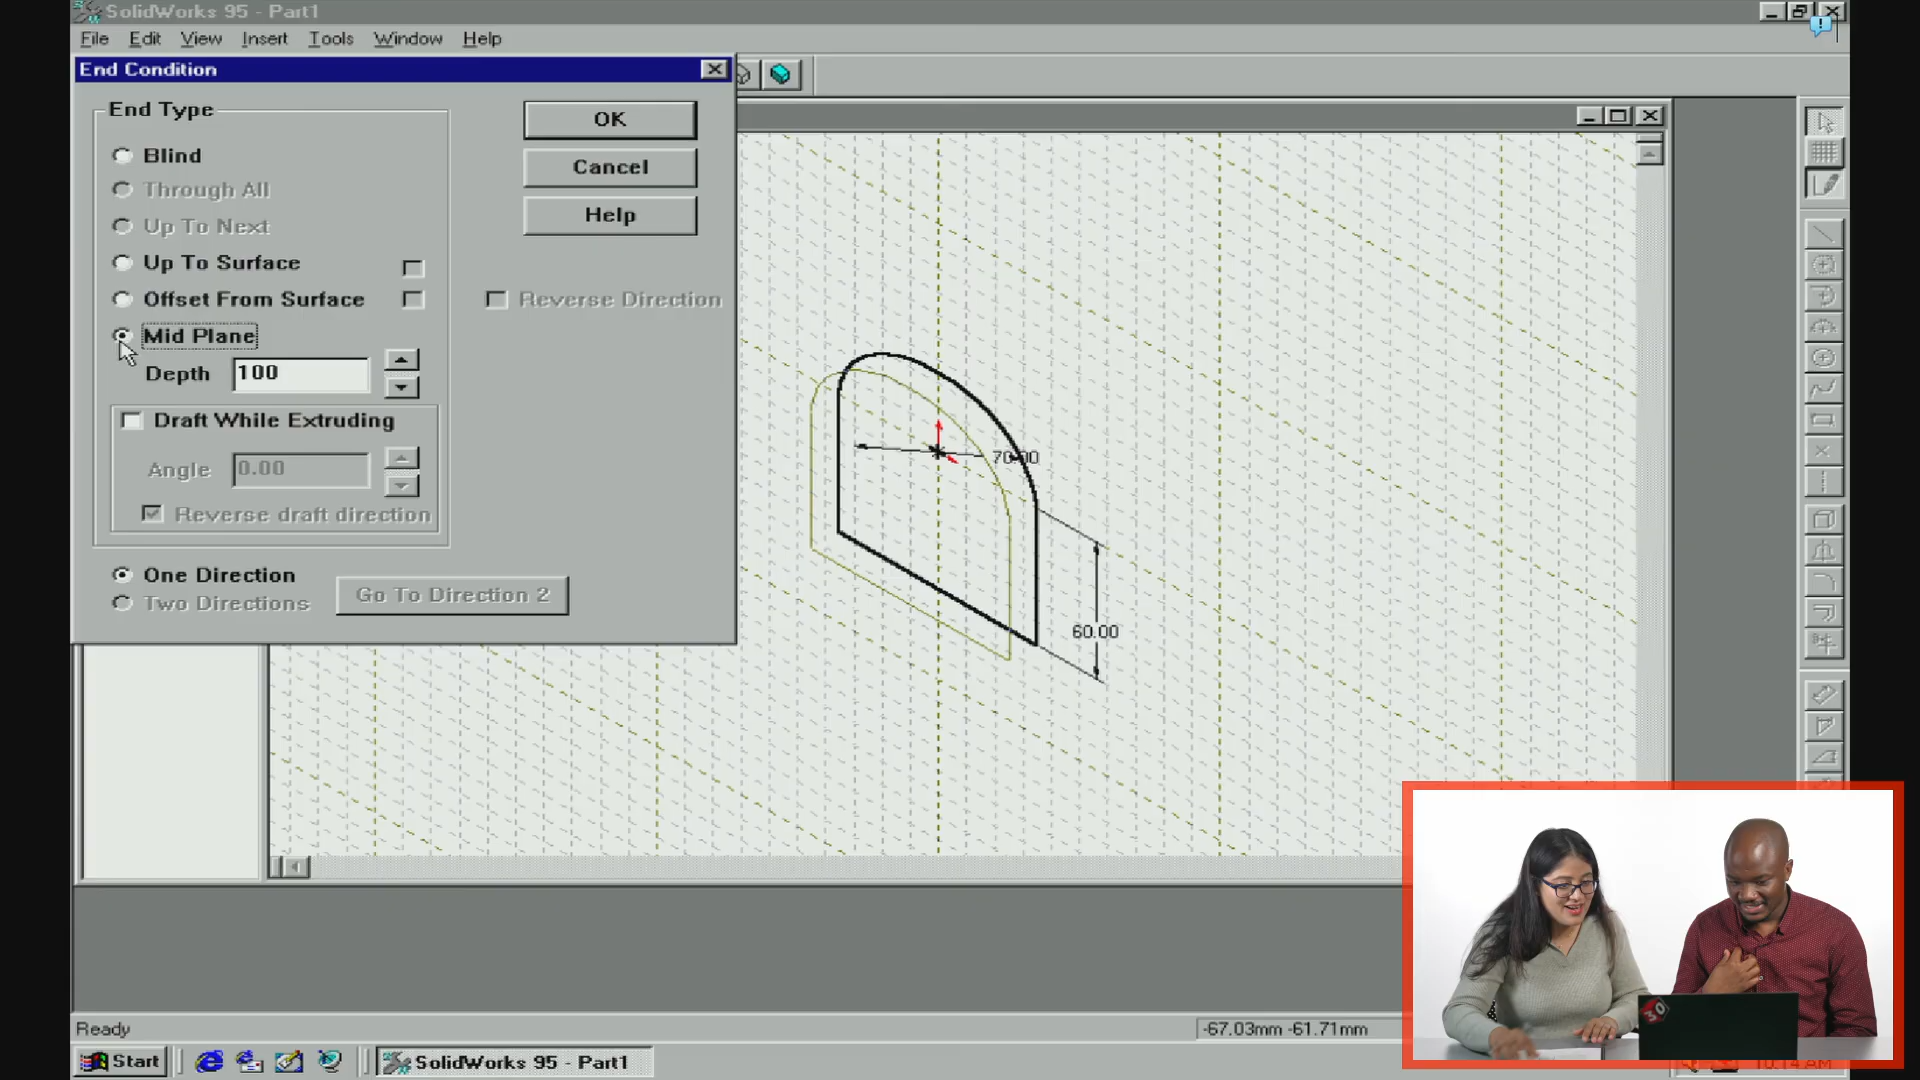 SolidWorks 95 - Part1
File Edit View Insert Tools Window Help
End Condition
End Type
OK
Blind
Cancel
Through All
Help
Up To Next
Up To Surface
Offset From Surface
Reverse Direction
Mid Plane
Depth 100
Draft While Extruding
Angle 0.00
Reverse draft direction
One Direction
Go To Direction 2
Two Directions
70.00
60.00
Ready
-67.03mm -61.71mm
30
Start
SolidWorks 95 - Part1